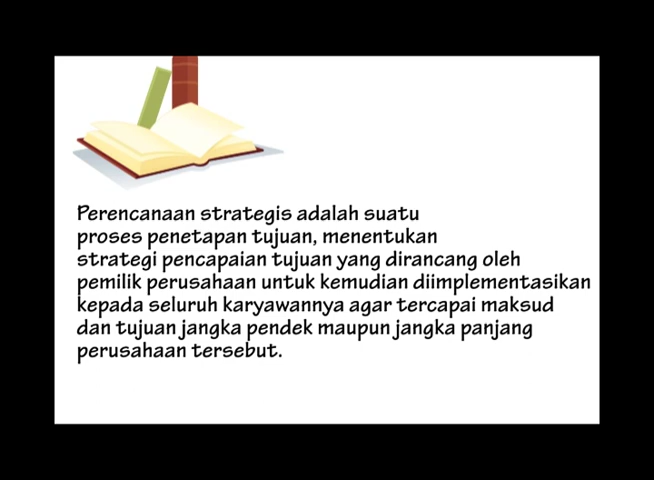 Perencanaan strategis adalah suatu
proses penetapan tujuan, menentukan
strategi pencapaian tujuan yang dirancang oleh
pemilik perusahaan untuk kemudian diimplementasikan
kepada seluruh karyawannya agar tercapai maksud
dan tujuan jangka pendek maupun jangka panjang
perusahaan tersebut.